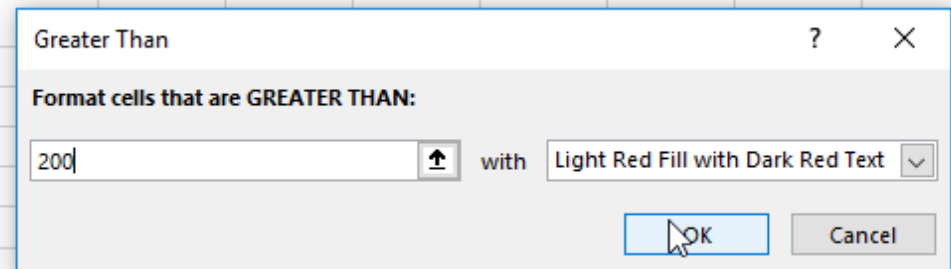 Greater Than ?
Format cells that are GREATER THAN:
200 with Light Red Fill with Dark Red Text
OK Cancel